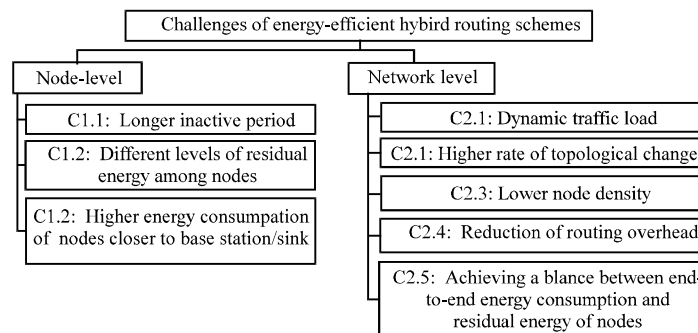 Challenges of energy-efficient hybird routing schemes
Node-level
C1.1: Longer inactive period
C1.2: Different levels of residual
energy among nodes
C1.2: Higher energy consumpation
of nodes closer to base station/sink
Network level
C2.1: Dynamic traffic load
C2.1: Higher rate of topological change
C2.3: Lower node density
C2.4: Reduction of routing overhead
C2.5: Achieving a blance between end-
to-end energy consumption and
residual energy of nodes